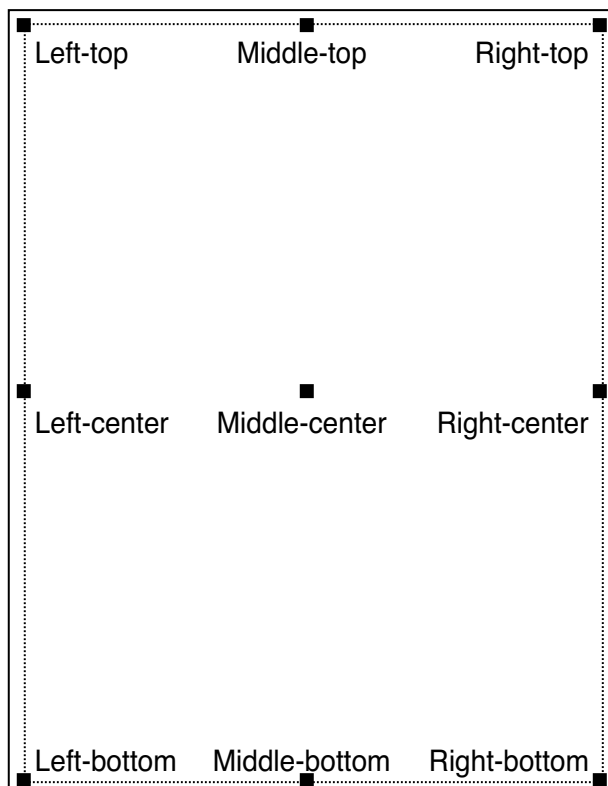 Left-top Middle-top Right-top
Left-center Middle-center Right-center
Left-bottom Middle-bottom Right-bottom